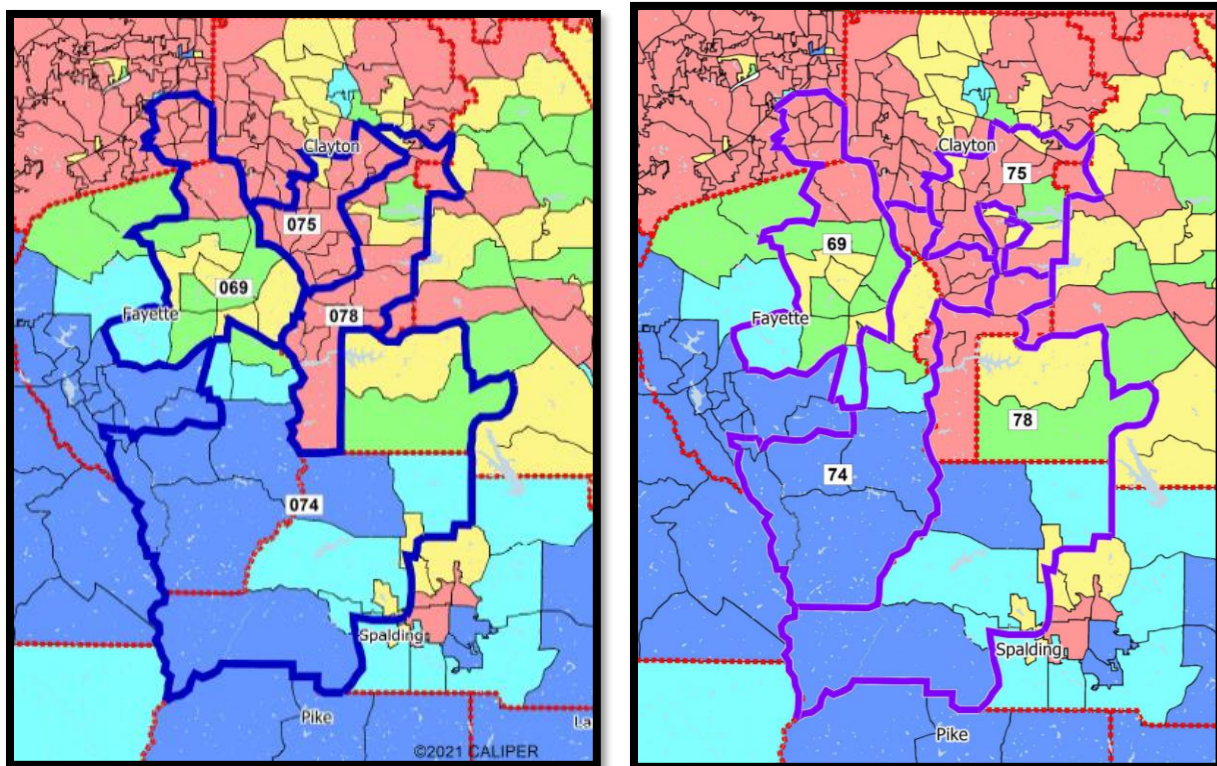 Clayton
075
069
Fayette
078
074
Spalding
Pike
La
©2021 CALIPER
Clayton
75
69
Fayette
78
74
Spalding
Pike